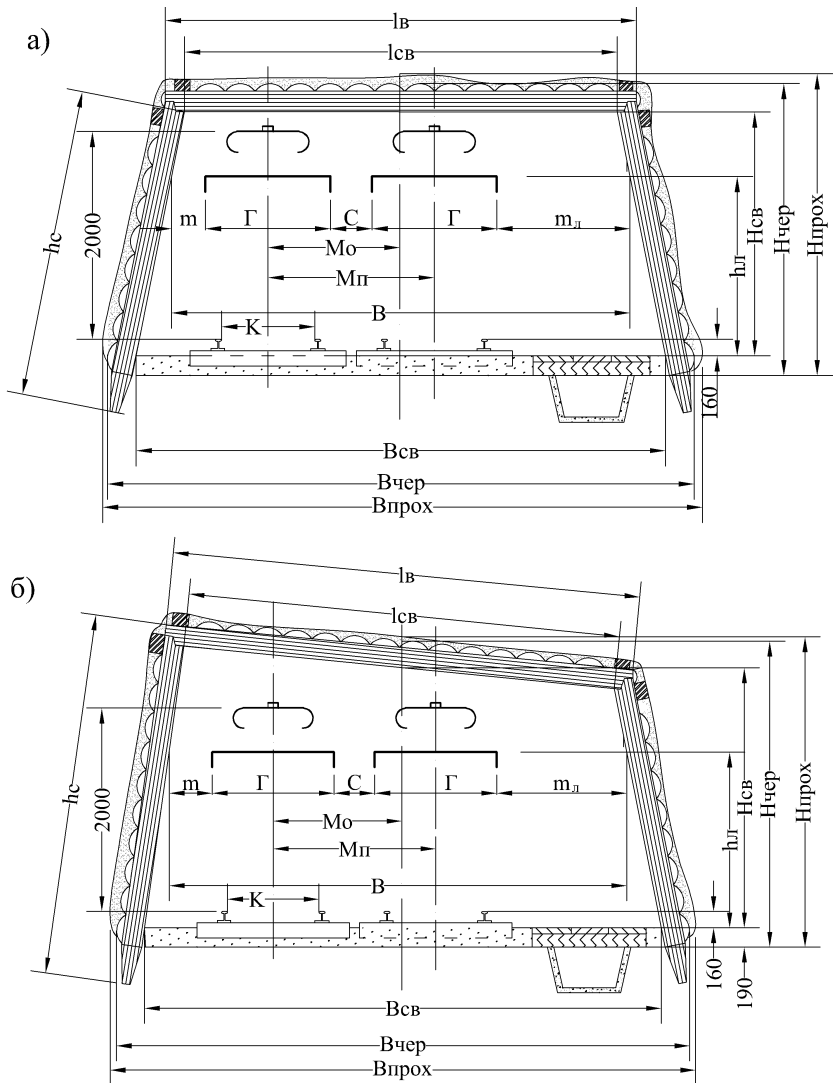 а)
lв
lсв
hс
2000
m
Г
С
Г
mл
Мо
Мп
В
К
hл
Нсв
Нчер
Нпрох
160
Всв
Вчер
Впрох
б)
lв
lсв
hс
2000
m
Г
С
Г
mл
Мо
Мп
В
К
hл
Нсв
Нчер
Нпрох
160
190
Всв
Вчер
Впрох